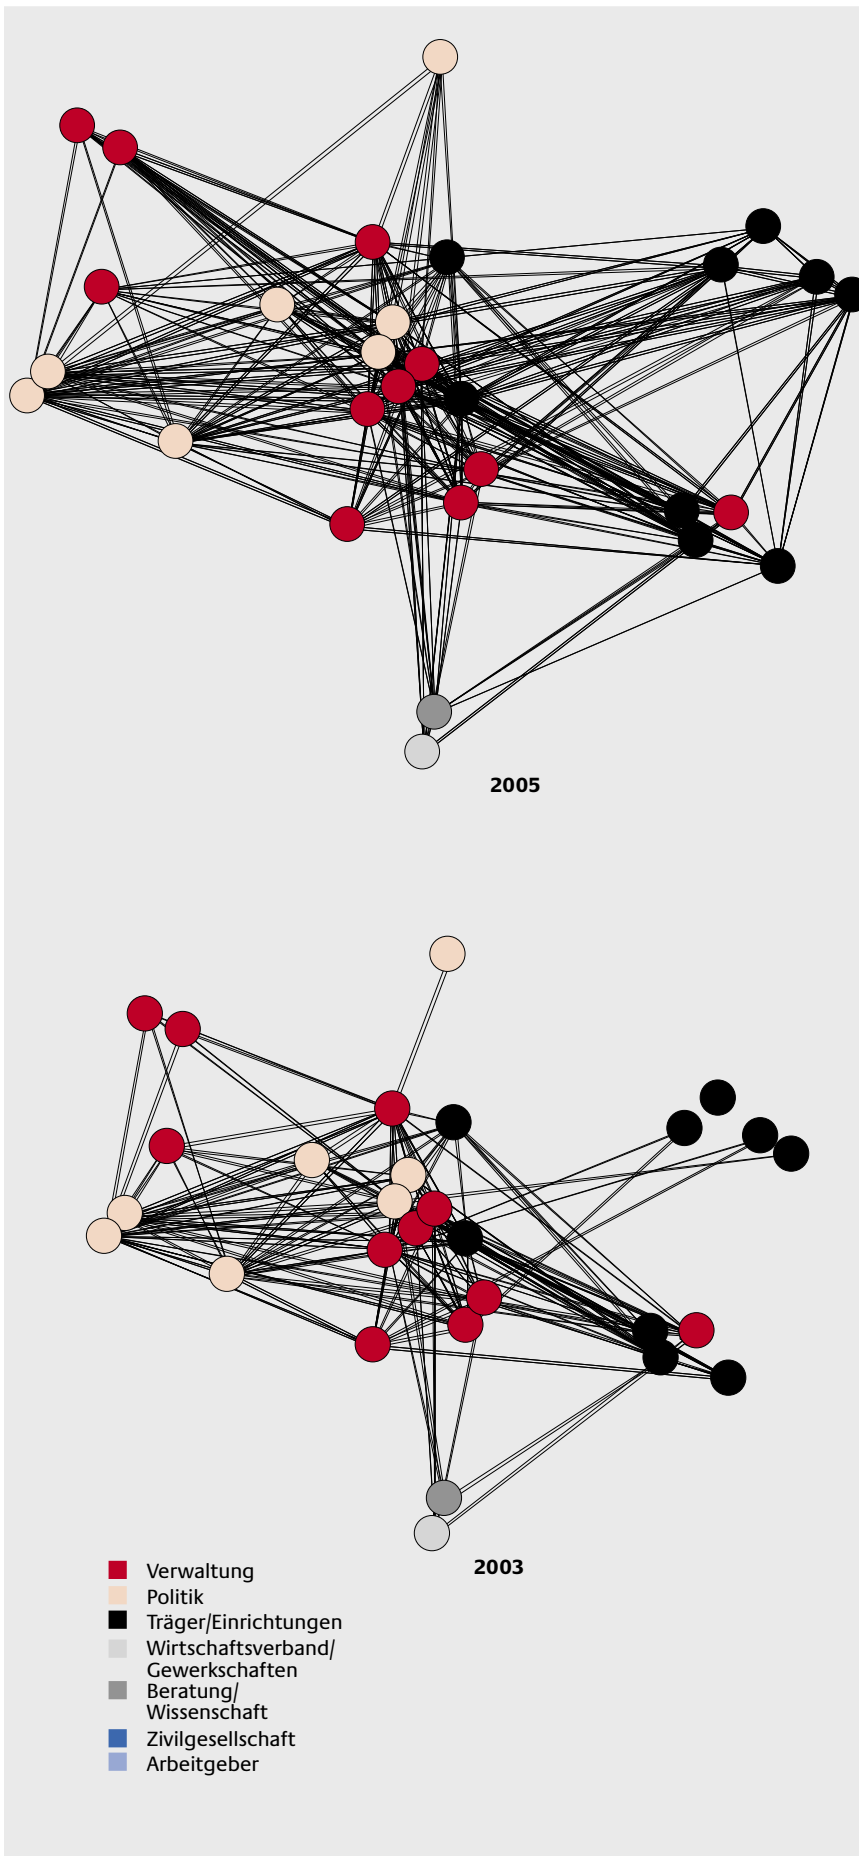 2005
2003
Verwaltung
Politik
Träger/Einrichtungen
Wirtschaftsverband/
Gewerkschaften
Beratung/
Wissenschaft
Zivilgesellschaft
Arbeitgeber